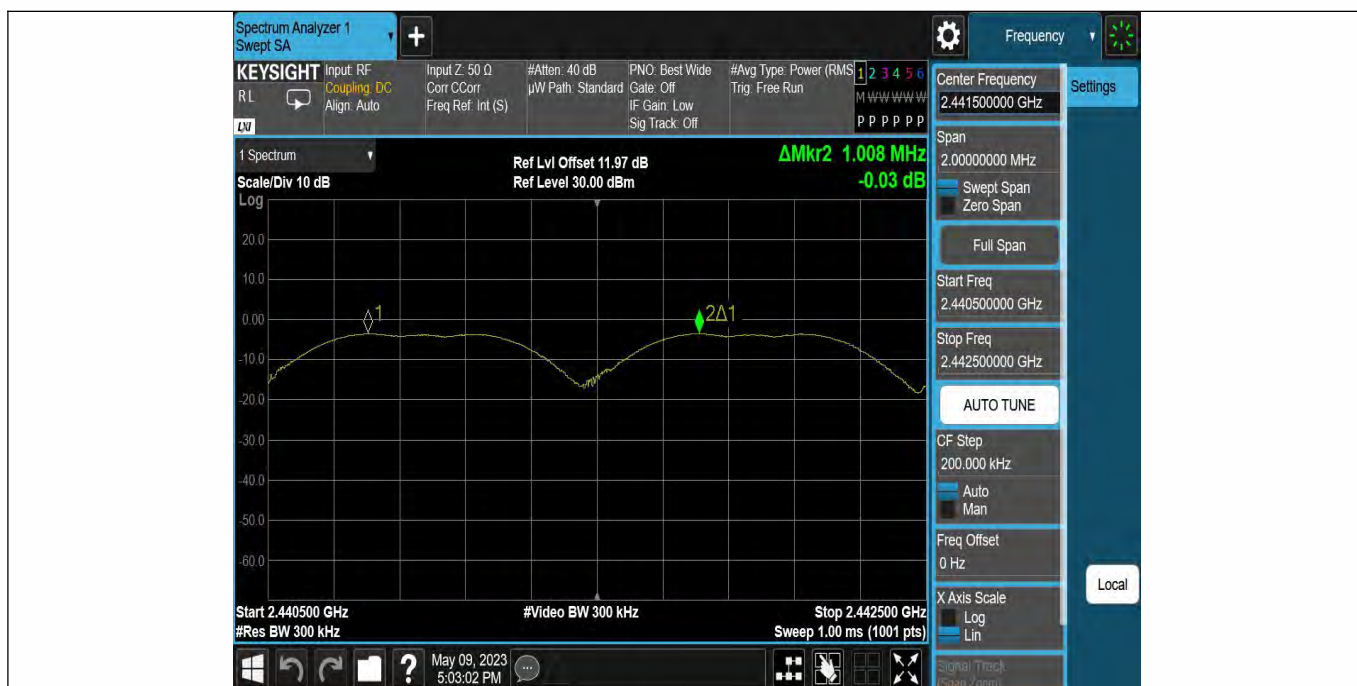 Spectrum Analyzer 1
Swept SA
+
Frequency
KEYSIGHT
RL
LXI
Input: RF
Coupling: DC
Align: Auto
Input Z: 50 Ω
Corr CCorr
Freq Ref: Int (S)
#Atten: 40 dB
µW Path: Standard
PNO: Best Wide
Gate: Off
IF Gain: Low
Sig Track: Off
#Avg Type: Power (RMS
Trig: Free Run
1 2 3 4 5 6
M W W W W W
P P P P P P
1 Spectrum
Scale/Div 10 dB
Log
Ref Lvl Offset 11.97 dB
Ref Level 30.00 dBm
ΔMkr2 1.008 MHz
-0.03 dB
20.0
10.0
0.00
-10.0
-20.0
-30.0
-40.0
-50.0
-60.0
1
2Δ1
Start 2.440500 GHz
#Res BW 300 kHz
#Video BW 300 kHz
Stop 2.442500 GHz
Sweep 1.00 ms (1001 pts)
?
May 09, 2023
5:03:02 PM
Center Frequency
2.441500000 GHz
Settings
Span
2.00000000 MHz
Swept Span
Zero Span
Full Span
Start Freq
2.440500000 GHz
Stop Freq
2.442500000 GHz
AUTO TUNE
CF Step
200.000 kHz
Auto
Man
Freq Offset
0 Hz
Local
X Axis Scale
Log
Lin
Signal Track
(Span Zoom)